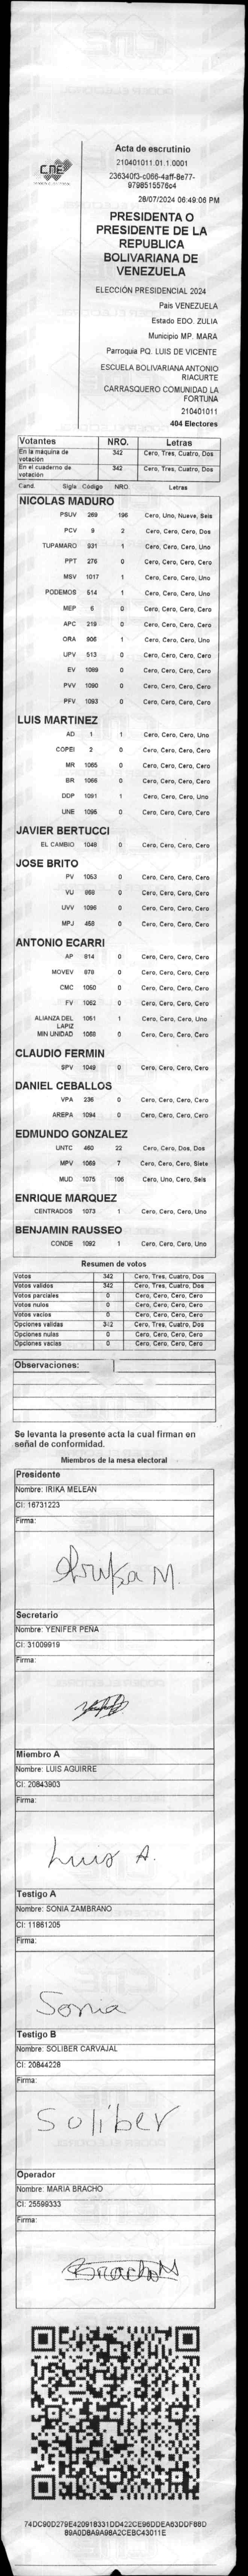 CNE
Acta de escrutinio
210401011.01.1.0001
236340f3-c066-4aff-8e77-
9798515576c4
28/07/2024 06:49:06 PM
PRESIDENTA O
PRESIDENTE DE LA
REPUBLICA
BOLIVARIANA DE
VENEZUELA
ELECCIÓN PRESIDENCIAL 2024
País VENEZUELA
Estado EDO. ZULIA
Municipio MP. MARA
Parroquia PQ. LUIS DE VICENTE
ESCUELA BOLIVARIANA ANTONIO
RIACURTE
CARRASQUERO COMUNIDAD LA
FORTUNA
210401011
404 Electores
Votantes NRO. Letras
En la máquina de votación 342 Cero, Tres, Cuatro, Dos
En el cuaderno de votación 342 Cero, Tres, Cuatro, Dos
Cand. Sigla Código NRO. Letras
NICOLAS MADURO
PSUV 269 196 Cero, Uno, Nueve, Seis
PCV 9 2 Cero, Cero, Cero, Dos
TUPAMARO 931 1 Cero, Cero, Cero, Uno
PPT 275 0 Cero, Cero, Cero, Cero
MSV 1017 1 Cero, Cero, Cero, Uno
PODEMOS 514 1 Cero, Cero, Cero, Uno
MEP 6 0 Cero, Cero, Cero, Cero
APC 219 0 Cero, Cero, Cero, Cero
ORA 906 1 Cero, Cero, Cero, Uno
UPV 513 0 Cero, Cero, Cero, Cero
EV 1089 0 Cero, Cero, Cero, Cero
PVV 1090 0 Cero, Cero, Cero, Cero
PFV 1093 0 Cero, Cero, Cero, Cero
LUIS MARTINEZ
AD 1 1 Cero, Cero, Cero, Uno
COPEI 2 0 Cero, Cero, Cero, Cero
MR 1065 0 Cero, Cero, Cero, Cero
BR 1066 0 Cero, Cero, Cero, Cero
DDP 1091 1 Cero, Cero, Cero, Uno
UNE 1095 0 Cero, Cero, Cero, Cero
JAVIER BERTUCCI
EL CAMBIO 1048 0 Cero, Cero, Cero, Cero
JOSE BRITO
PV 1053 0 Cero, Cero, Cero, Cero
VU 868 0 Cero, Cero, Cero, Cero
UVV 1096 0 Cero, Cero, Cero, Cero
MPJ 458 0 Cero, Cero, Cero, Cero
ANTONIO ECARRI
AP 814 0 Cero, Cero, Cero, Cero
MOVEV 878 0 Cero, Cero, Cero, Cero
CMC 1050 0 Cero, Cero, Cero, Cero
FV 1052 0 Cero, Cero, Cero, Cero
ALIANZA DEL LAPIZ 1051 1 Cero, Cero, Cero, Uno
MIN UNIDAD 1068 0 Cero, Cero, Cero, Cero
CLAUDIO FERMIN
SPV 1049 0 Cero, Cero, Cero, Cero
DANIEL CEBALLOS
VPA 236 0 Cero, Cero, Cero, Cero
AREPA 1094 0 Cero, Cero, Cero, Cero
EDMUNDO GONZALEZ
UNTC 460 22 Cero, Cero, Dos, Dos
MPV 1069 7 Cero, Cero, Cero, Siete
MUD 1075 106 Cero, Uno, Cero, Seis
ENRIQUE MARQUEZ
CENTRADOS 1073 1 Cero, Cero, Cero, Uno
BENJAMIN RAUSSEO
CONDE 1092 1 Cero, Cero, Cero, Uno
Resumen de votos
Votos 342 Cero, Tres, Cuatro, Dos
Votos validos 342 Cero, Tres, Cuatro, Dos
Votos parciales 0 Cero, Cero, Cero, Cero
Votos nulos 0 Cero, Cero, Cero, Cero
Votos vacios 0 Cero, Cero, Cero, Cero
Opciones validas 342 Cero, Tres, Cuatro, Dos
Opciones nulas 0 Cero, Cero, Cero, Cero
Opciones vacias 0 Cero, Cero, Cero, Cero
Observaciones:
Se levanta la presente acta la cual firman en
señal de conformidad.
Miembros de la mesa electoral
Presidente
Nombre: IRIKA MELEAN
CI: 16731223
Firma:
Irika M.
Secretario
Nombre: YENIFER PEÑA
CI: 31009919
Firma:
Miembro A
Nombre: LUIS AGUIRRE
CI: 20843903
Firma:
Luis A.
Testigo A
Nombre: SONIA ZAMBRANO
CI: 11861205
Firma:
Sonia
Testigo B
Nombre: SOLIBER CARVAJAL
CI: 20844228
Firma:
Soliber
Operador
Nombre: MARIA BRACHO
CI: 25599333
Firma:
Bracho M
74DC90D279E420918331DD422CE96DDEA63DDF88D
89A0D8A9A98A2CEBC43011E